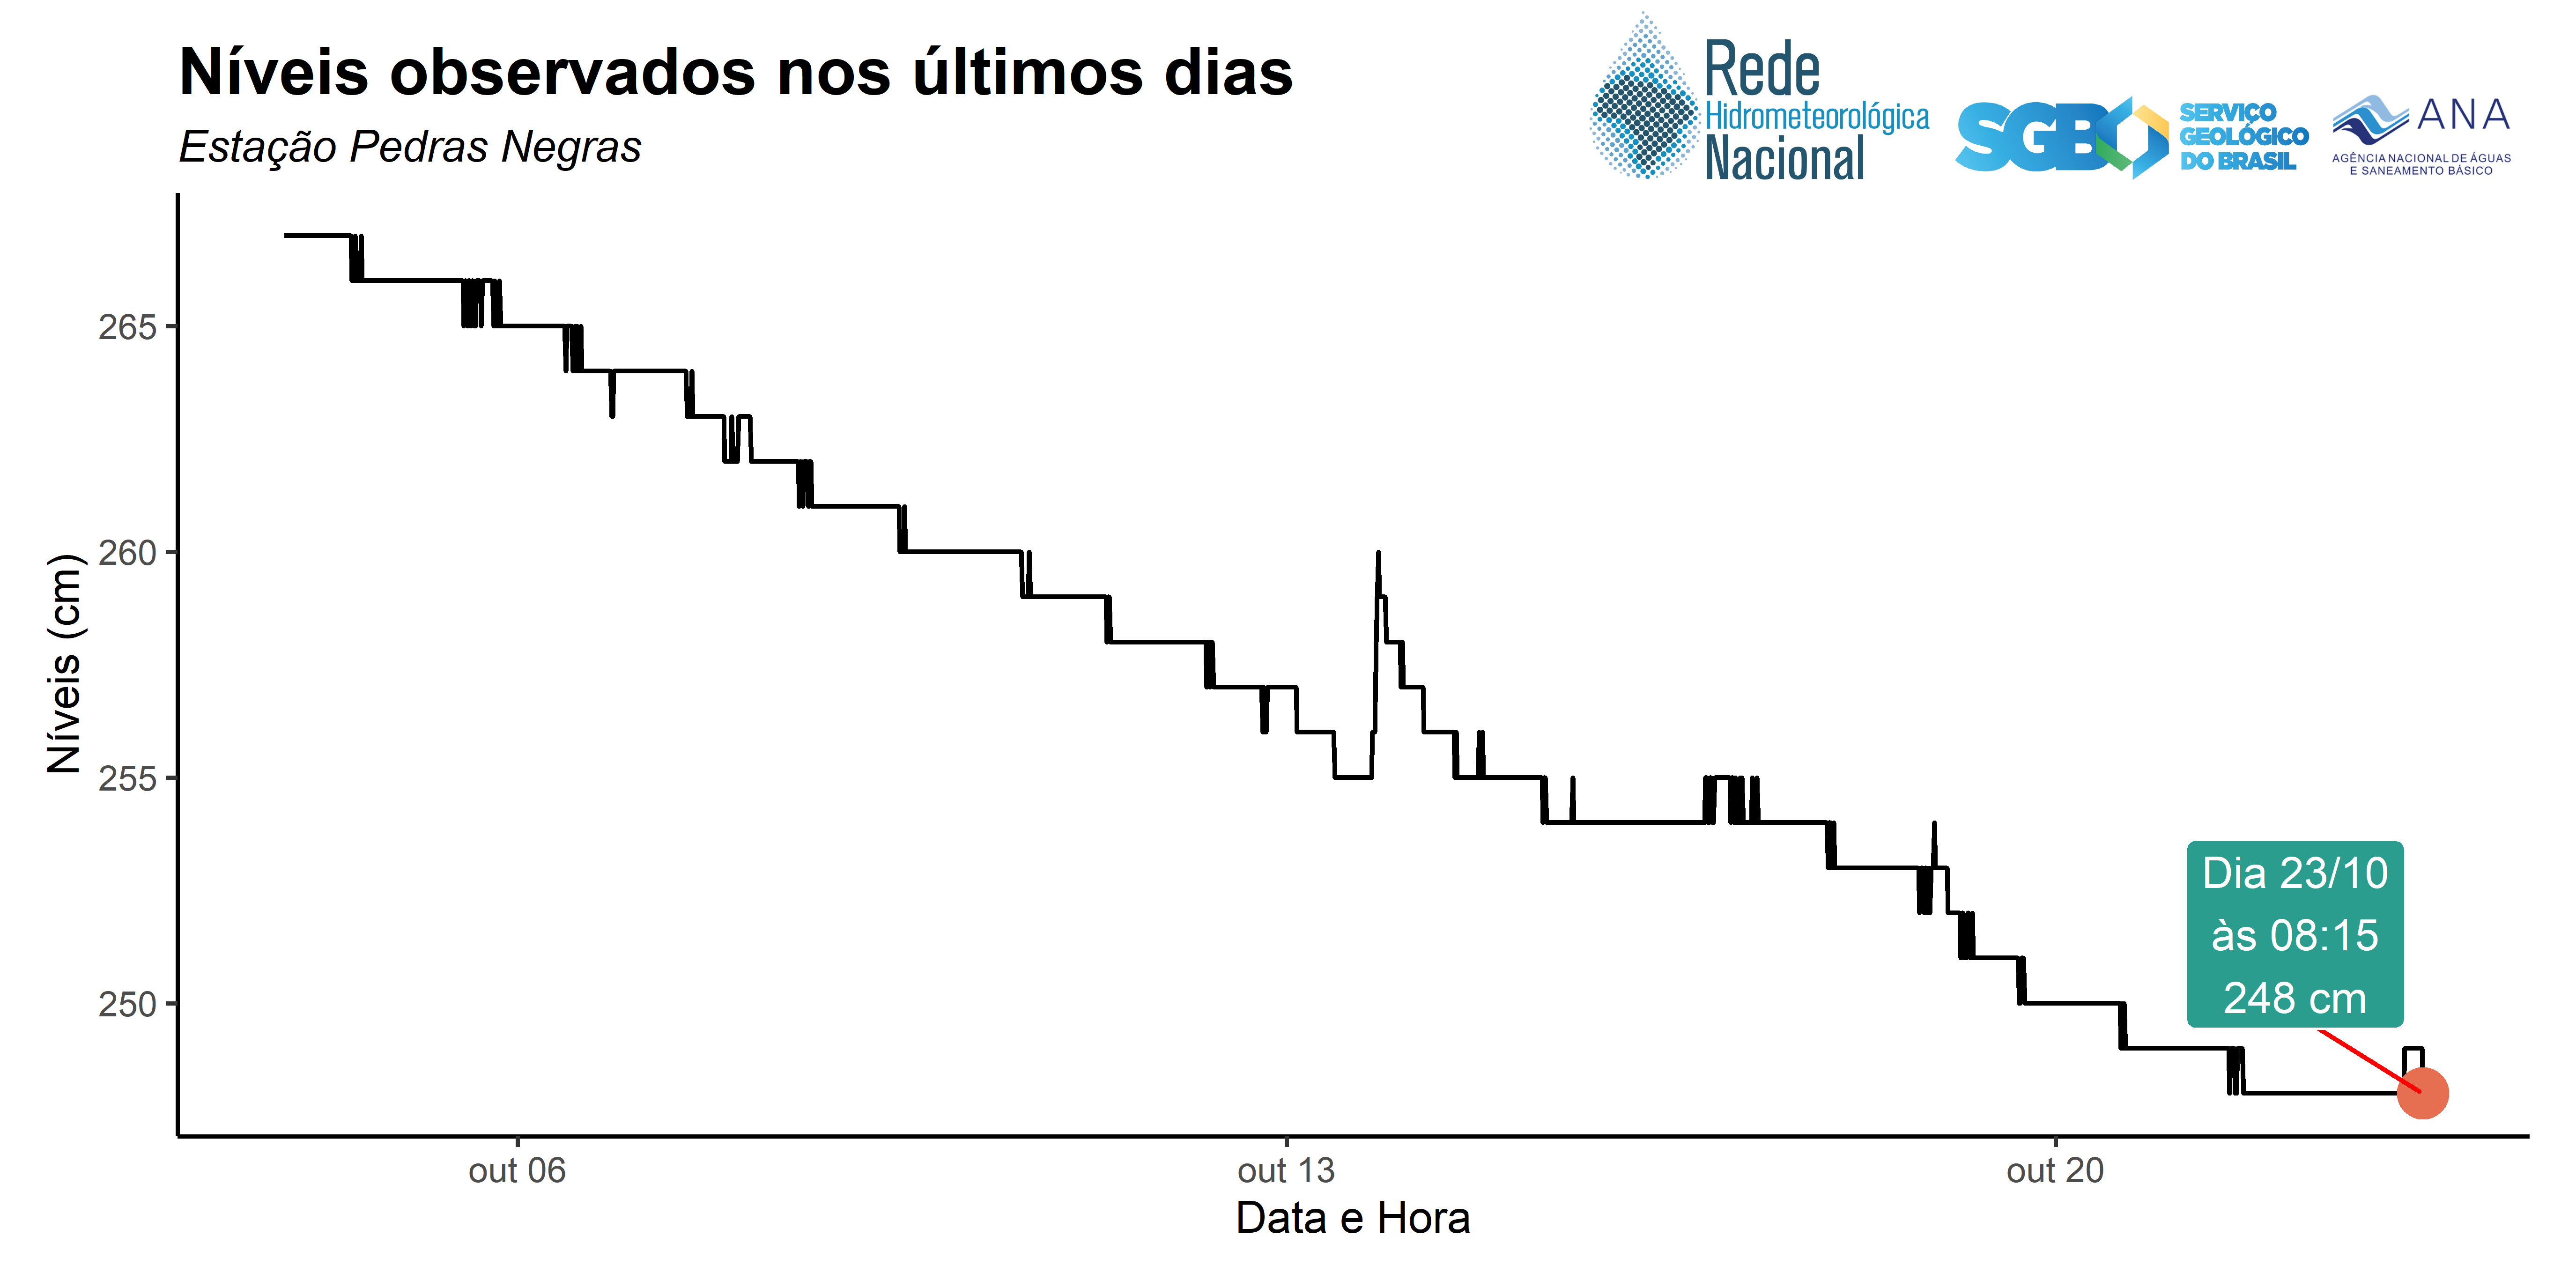 Níveis observados nos últimos dias
Estação Pedras Negras
Rede
Hidrometeorológica
Nacional
SGB
SERVIÇO
GEOLÓGICO
DO BRASIL
ANA
AGÊNCIA NACIONAL DE ÁGUAS
E SANEAMENTO BÁSICO
Níveis (cm)
265
260
255
250
Dia 23/10
às 08:15
248 cm
out 06
out 13
out 20
Data e Hora